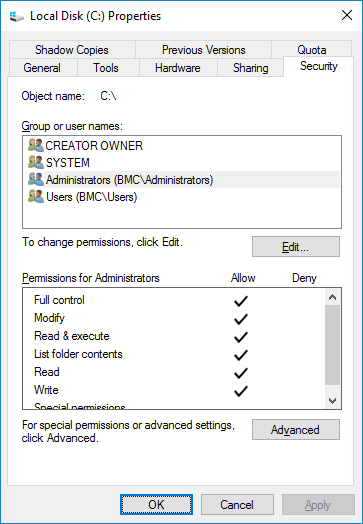 Local Disk (C:) Properties
Shadow Copies Previous Versions Quota
General Tools Hardware Sharing Security
Object name: C:\
Group or user names:
CREATOR OWNER
SYSTEM
Administrators (BMC\Administrators)
Users (BMC\Users)
To change permissions, click Edit.
Edit...
Permissions for Administrators Allow Deny
Full control
Modify
Read & execute
List folder contents
Read
Write
Special permissions
For special permissions or advanced settings,
click Advanced.
Advanced
OK Cancel Apply